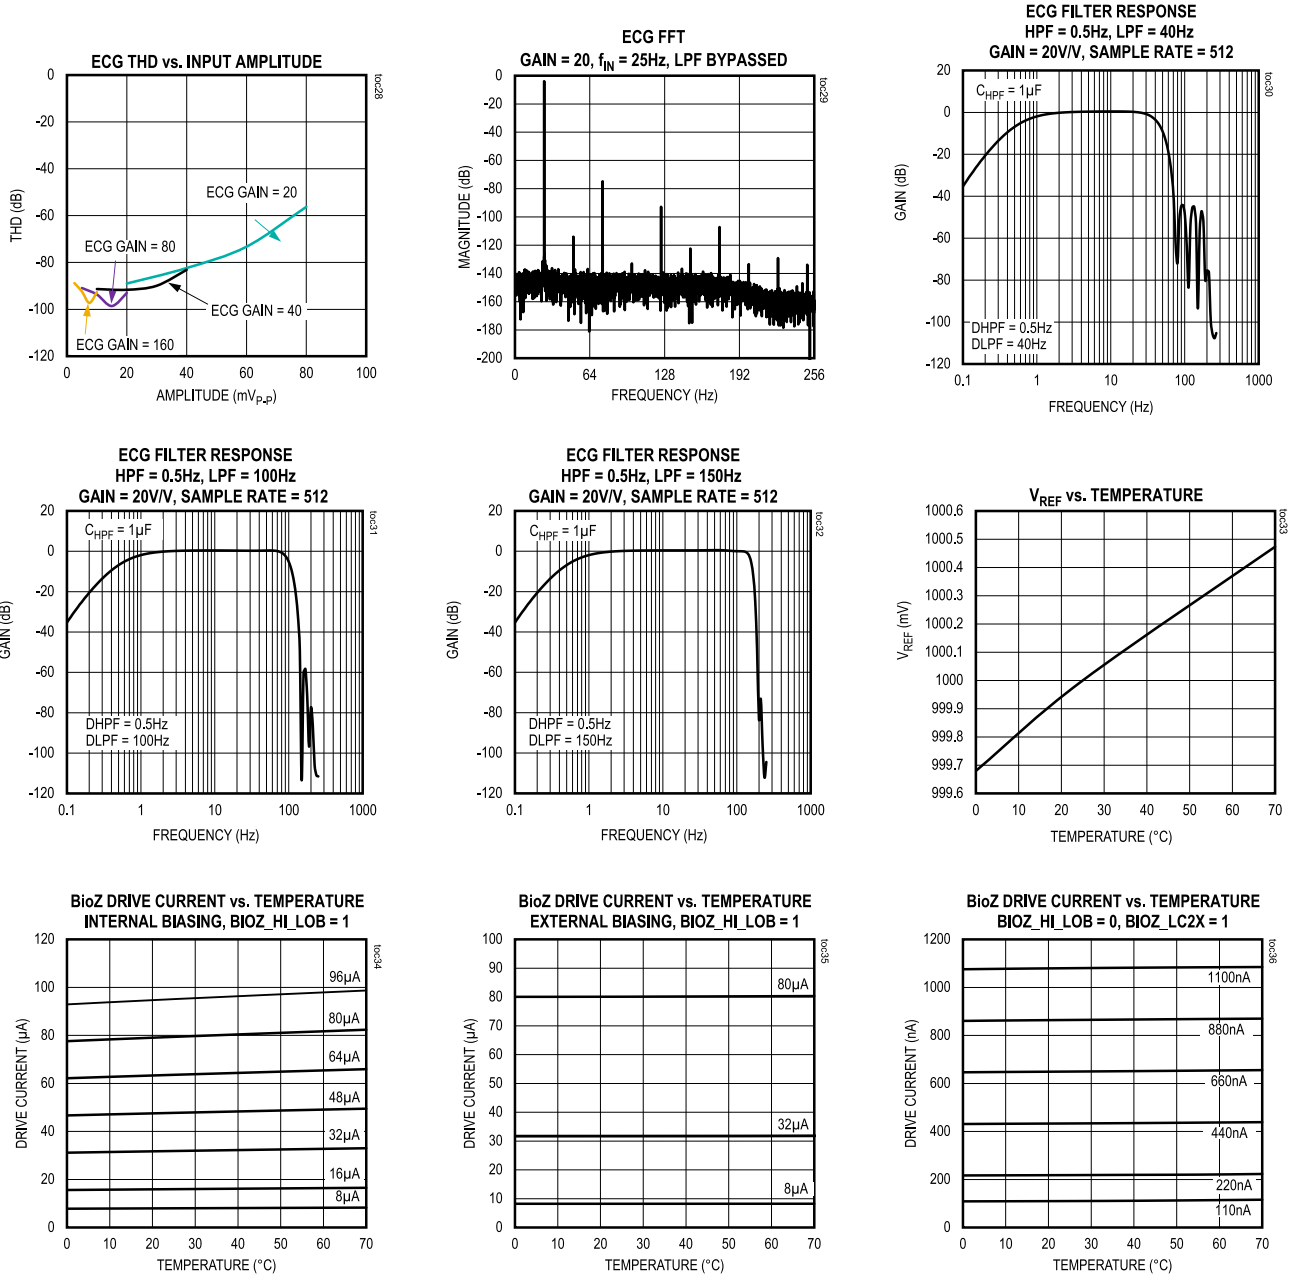 ECG THD vs. INPUT AMPLITUDE
toc28
THD (dB)
0
-20
-40
-60
-80
-100
-120
ECG GAIN = 20
ECG GAIN = 80
ECG GAIN = 40
ECG GAIN = 160
0 20 40 60 80 100
AMPLITUDE (mVP-P)
ECG FFT
GAIN = 20, fIN = 25Hz, LPF BYPASSED
toc29
MAGNITUDE (dB)
0
-20
-40
-60
-80
-100
-120
-140
-160
-180
-200
0 64 128 192 256
FREQUENCY (Hz)
ECG FILTER RESPONSE
HPF = 0.5Hz, LPF = 40Hz
GAIN = 20V/V, SAMPLE RATE = 512
toc30
GAIN (dB)
20
0
-20
-40
-60
-80
-100
-120
CHPF = 1µF
DHPF = 0.5Hz
DLPF = 40Hz
0.1 1 10 100 1000
FREQUENCY (Hz)
ECG FILTER RESPONSE
HPF = 0.5Hz, LPF = 100Hz
GAIN = 20V/V, SAMPLE RATE = 512
toc31
GAIN (dB)
20
0
-20
-40
-60
-80
-100
-120
CHPF = 1µF
DHPF = 0.5Hz
DLPF = 100Hz
0.1 1 10 100 1000
FREQUENCY (Hz)
ECG FILTER RESPONSE
HPF = 0.5Hz, LPF = 150Hz
GAIN = 20V/V, SAMPLE RATE = 512
toc32
GAIN (dB)
20
0
-20
-40
-60
-80
-100
-120
CHPF = 1µF
DHPF = 0.5Hz
DLPF = 150Hz
0.1 1 10 100 1000
FREQUENCY (Hz)
VREF vs. TEMPERATURE
toc33
VREF (mV)
1000.6
1000.5
1000.4
1000.3
1000.2
1000.1
1000
999.9
999.8
999.7
999.6
0 10 20 30 40 50 60 70
TEMPERATURE (°C)
BioZ DRIVE CURRENT vs. TEMPERATURE
INTERNAL BIASING, BIOZ_HI_LOB = 1
toc34
DRIVE CURRENT (µA)
120
100
80
60
40
20
0
96µA
80µA
64µA
48µA
32µA
16µA
8µA
0 10 20 30 40 50 60 70
TEMPERATURE (°C)
BioZ DRIVE CURRENT vs. TEMPERATURE
EXTERNAL BIASING, BIOZ_HI_LOB = 1
toc35
DRIVE CURRENT (µA)
100
90
80
70
60
50
40
30
20
10
0
80µA
32µA
8µA
0 10 20 30 40 50 60 70
TEMPERATURE (°C)
BioZ DRIVE CURRENT vs. TEMPERATURE
BIOZ_HI_LOB = 0, BIOZ_LC2X = 1
toc36
DRIVE CURRENT (nA)
1200
1000
800
600
400
200
0
1100nA
880nA
660nA
440nA
220nA
110nA
0 10 20 30 40 50 60 70
TEMPERATURE (°C)